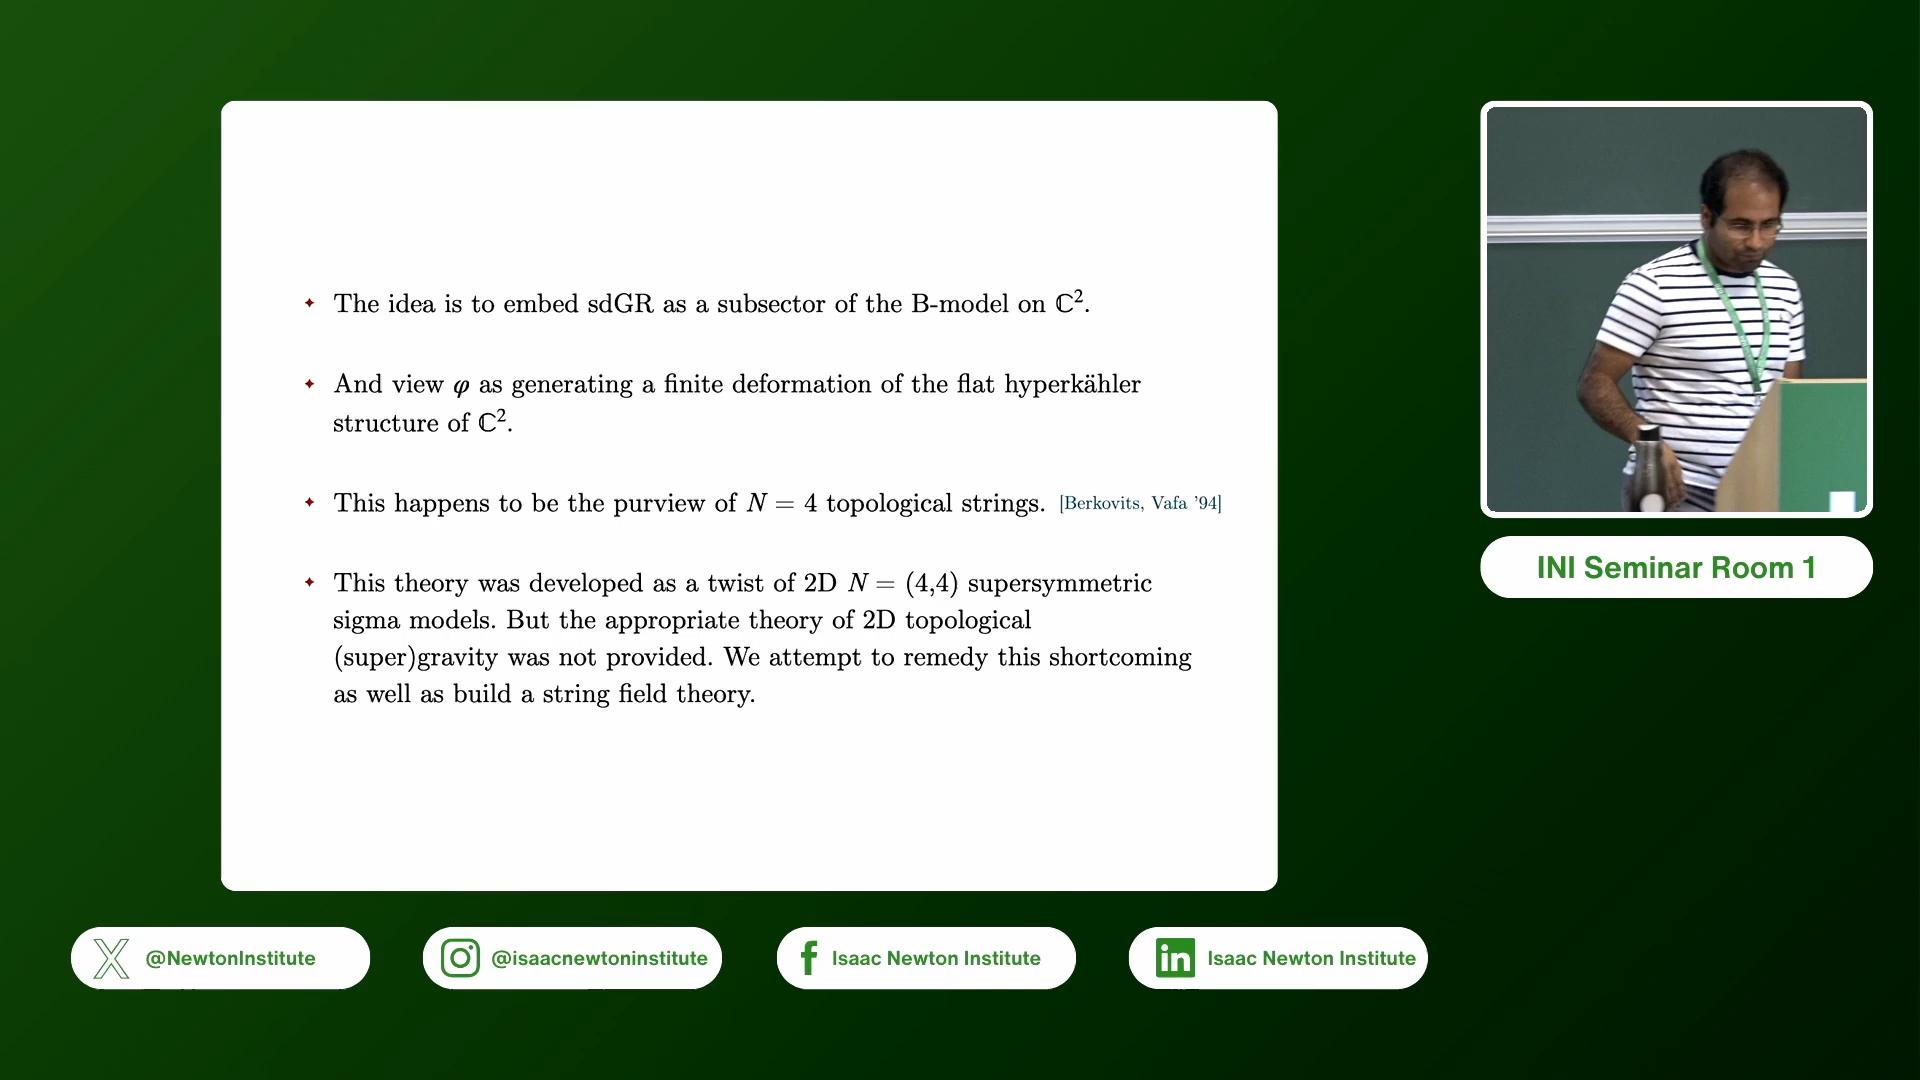 The idea is to embed sdGR as a subsector of the B-model on ℂ².
And view φ as generating a finite deformation of the flat hyperkähler
structure of ℂ².
This happens to be the purview of N = 4 topological strings. [Berkovits, Vafa '94]
This theory was developed as a twist of 2D N = (4,4) supersymmetric
sigma models. But the appropriate theory of 2D topological
(super)gravity was not provided. We attempt to remedy this shortcoming
as well as build a string field theory.
INI Seminar Room 1
@NewtonInstitute
@isaacnewtoninstitute
Isaac Newton Institute
Isaac Newton Institute